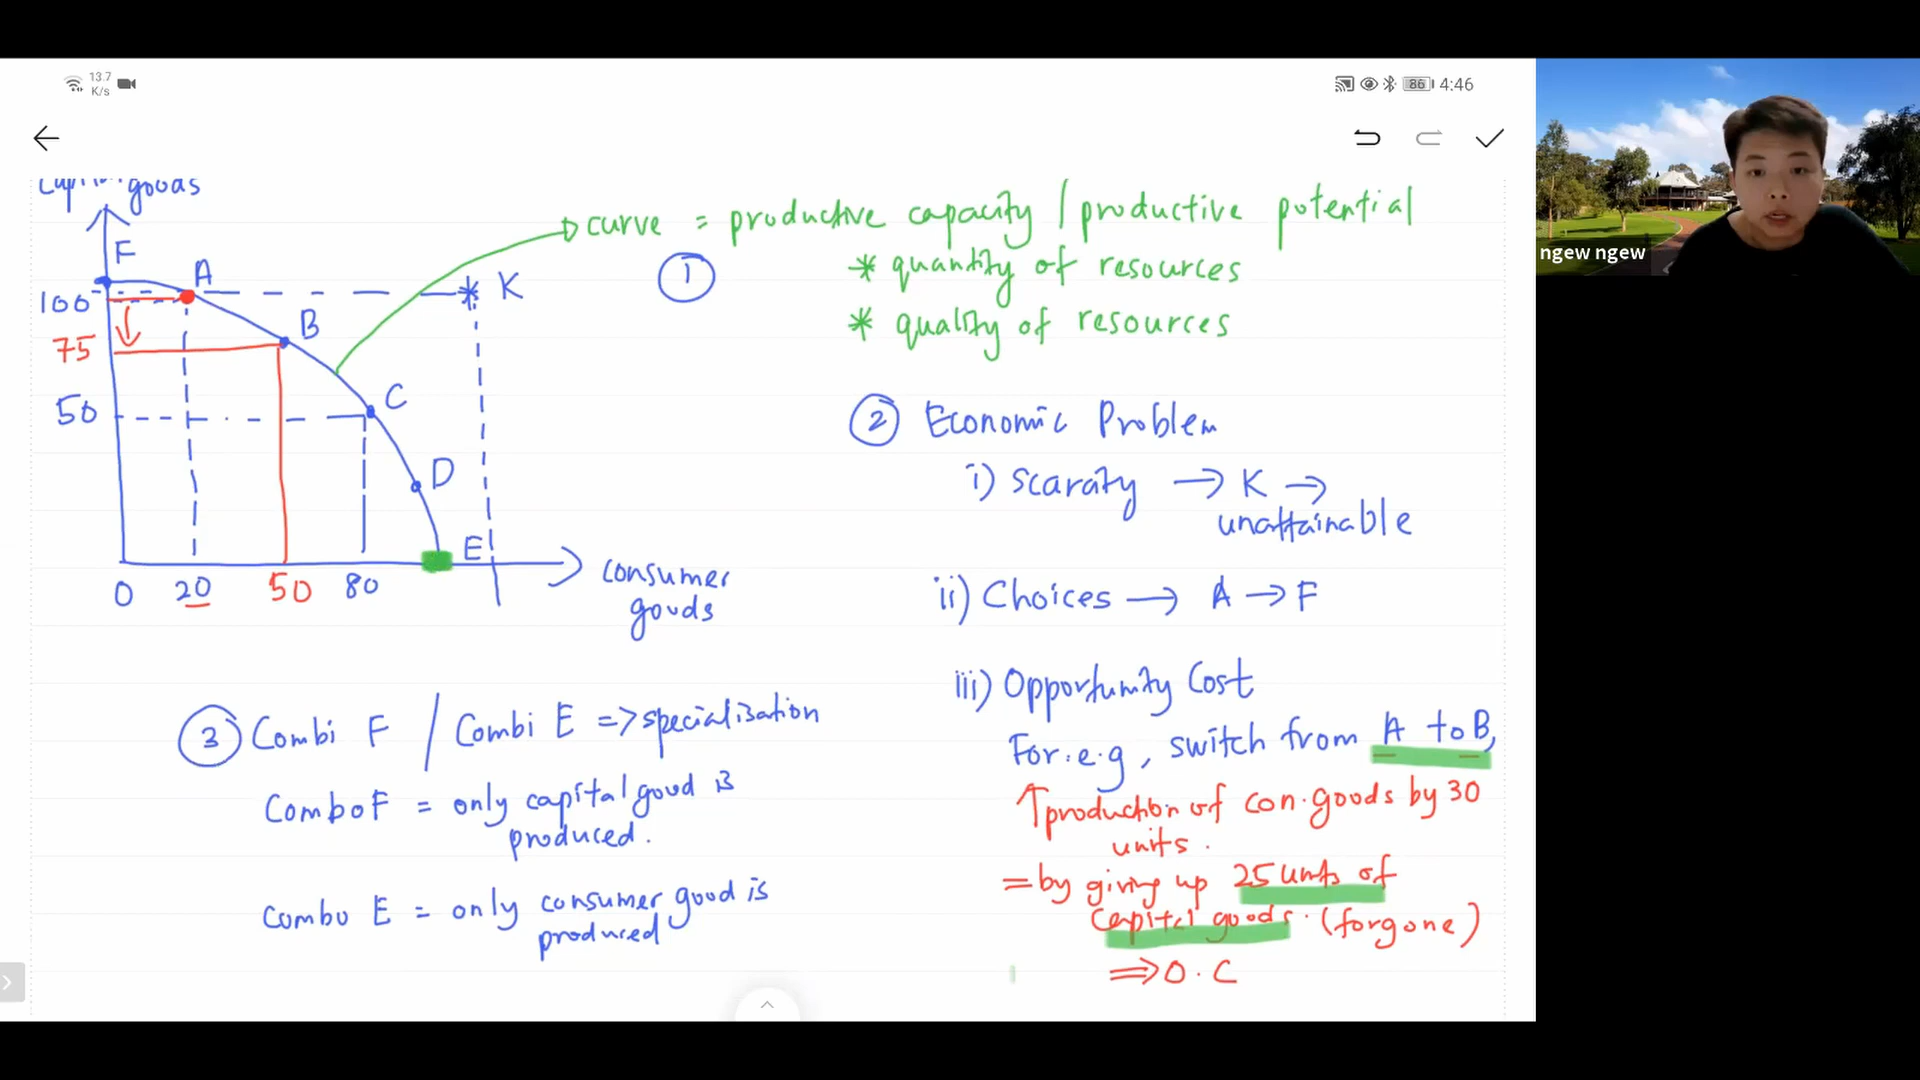 13.7
K/s
86 4:46
goods
F
A
K
100
B
75
C
50
D
E
0 20 50 80
consumer
goods
curve = productive capacity / productive potential
1
* quantity of resources
* quality of resources
2 Economic Problem
i) Scarcity → K →
unattainable
ii) Choices → A → F
iii) Opportunity Cost
For.e.g, switch from A to B,
↑production of con.goods by 30
units.
= by giving up 25 units of
capital goods. (forgone)
⇒ O.C
3 Combi F / Combi E => specialisation
Combo F = only capital good is
produced.
Combo E = only consumer good is
produced
ngew ngew